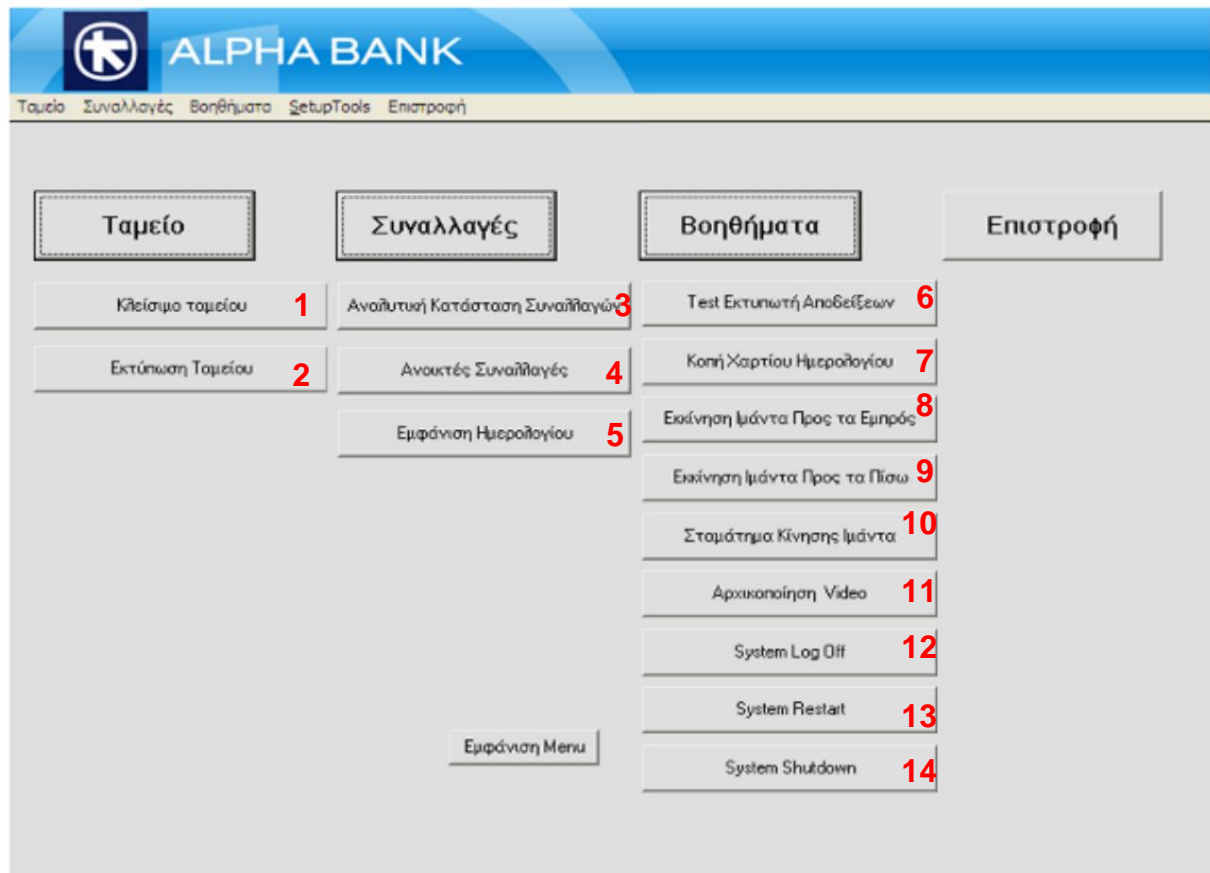 ALPHA BANK
Ταμείο Συναλλαγές Βοηθήματα SetupTools Επιστροφή
Ταμείο
Συναλλαγές
Βοηθήματα
Επιστροφή
Κλείσιμο ταμείου 1
Εκτύπωση Ταμείου 2
Αναλυτική Κατάσταση Συναλλαγών 3
Ανοικτές Συναλλαγές 4
Εμφάνιση Ημερολογίου 5
Test Εκτυπωτή Αποδείξεων 6
Κοπή Χαρτίου Ημερολογίου 7
Εκκίνηση Ιμάντα Προς τα Εμπρός 8
Εκκίνηση Ιμάντα Προς τα Πίσω 9
Σταμάτημα Κίνησης Ιμάντα 10
Αρχικοποίηση Video 11
System Log Off 12
System Restart 13
System Shutdown 14
Εμφάνιση Menu